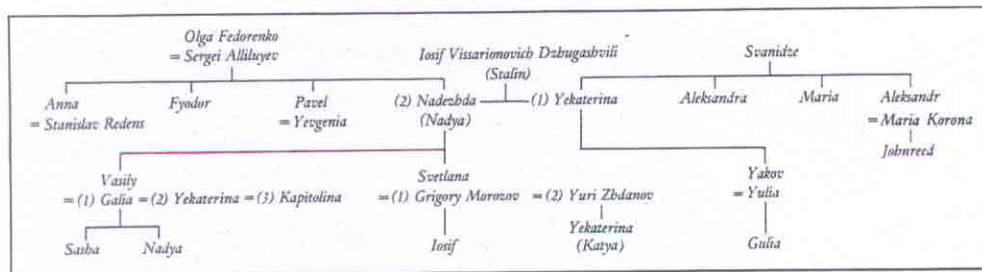 Olga Fedorenko
= Sergei Alliluyev
Iosif Vissarionovich Dzhugashvili
(Stalin)
Svanidze
Anna
= Stanislav Redens
Fyodor
Pavel
= Yevgenia
(2) Nadezhda
(Nadya)
(1) Yekaterina
Aleksandra
Maria
Aleksandr
= Maria Korona
Johnreed
Vasily
= (1) Galia = (2) Yekaterina = (3) Kapitolina
Svetlana
= (1) Grigory Morozov = (2) Yuri Zhdanov
Yakov
= Yulia
Sasha
Nadya
Iosif
Yekaterina
(Katya)
Gulia